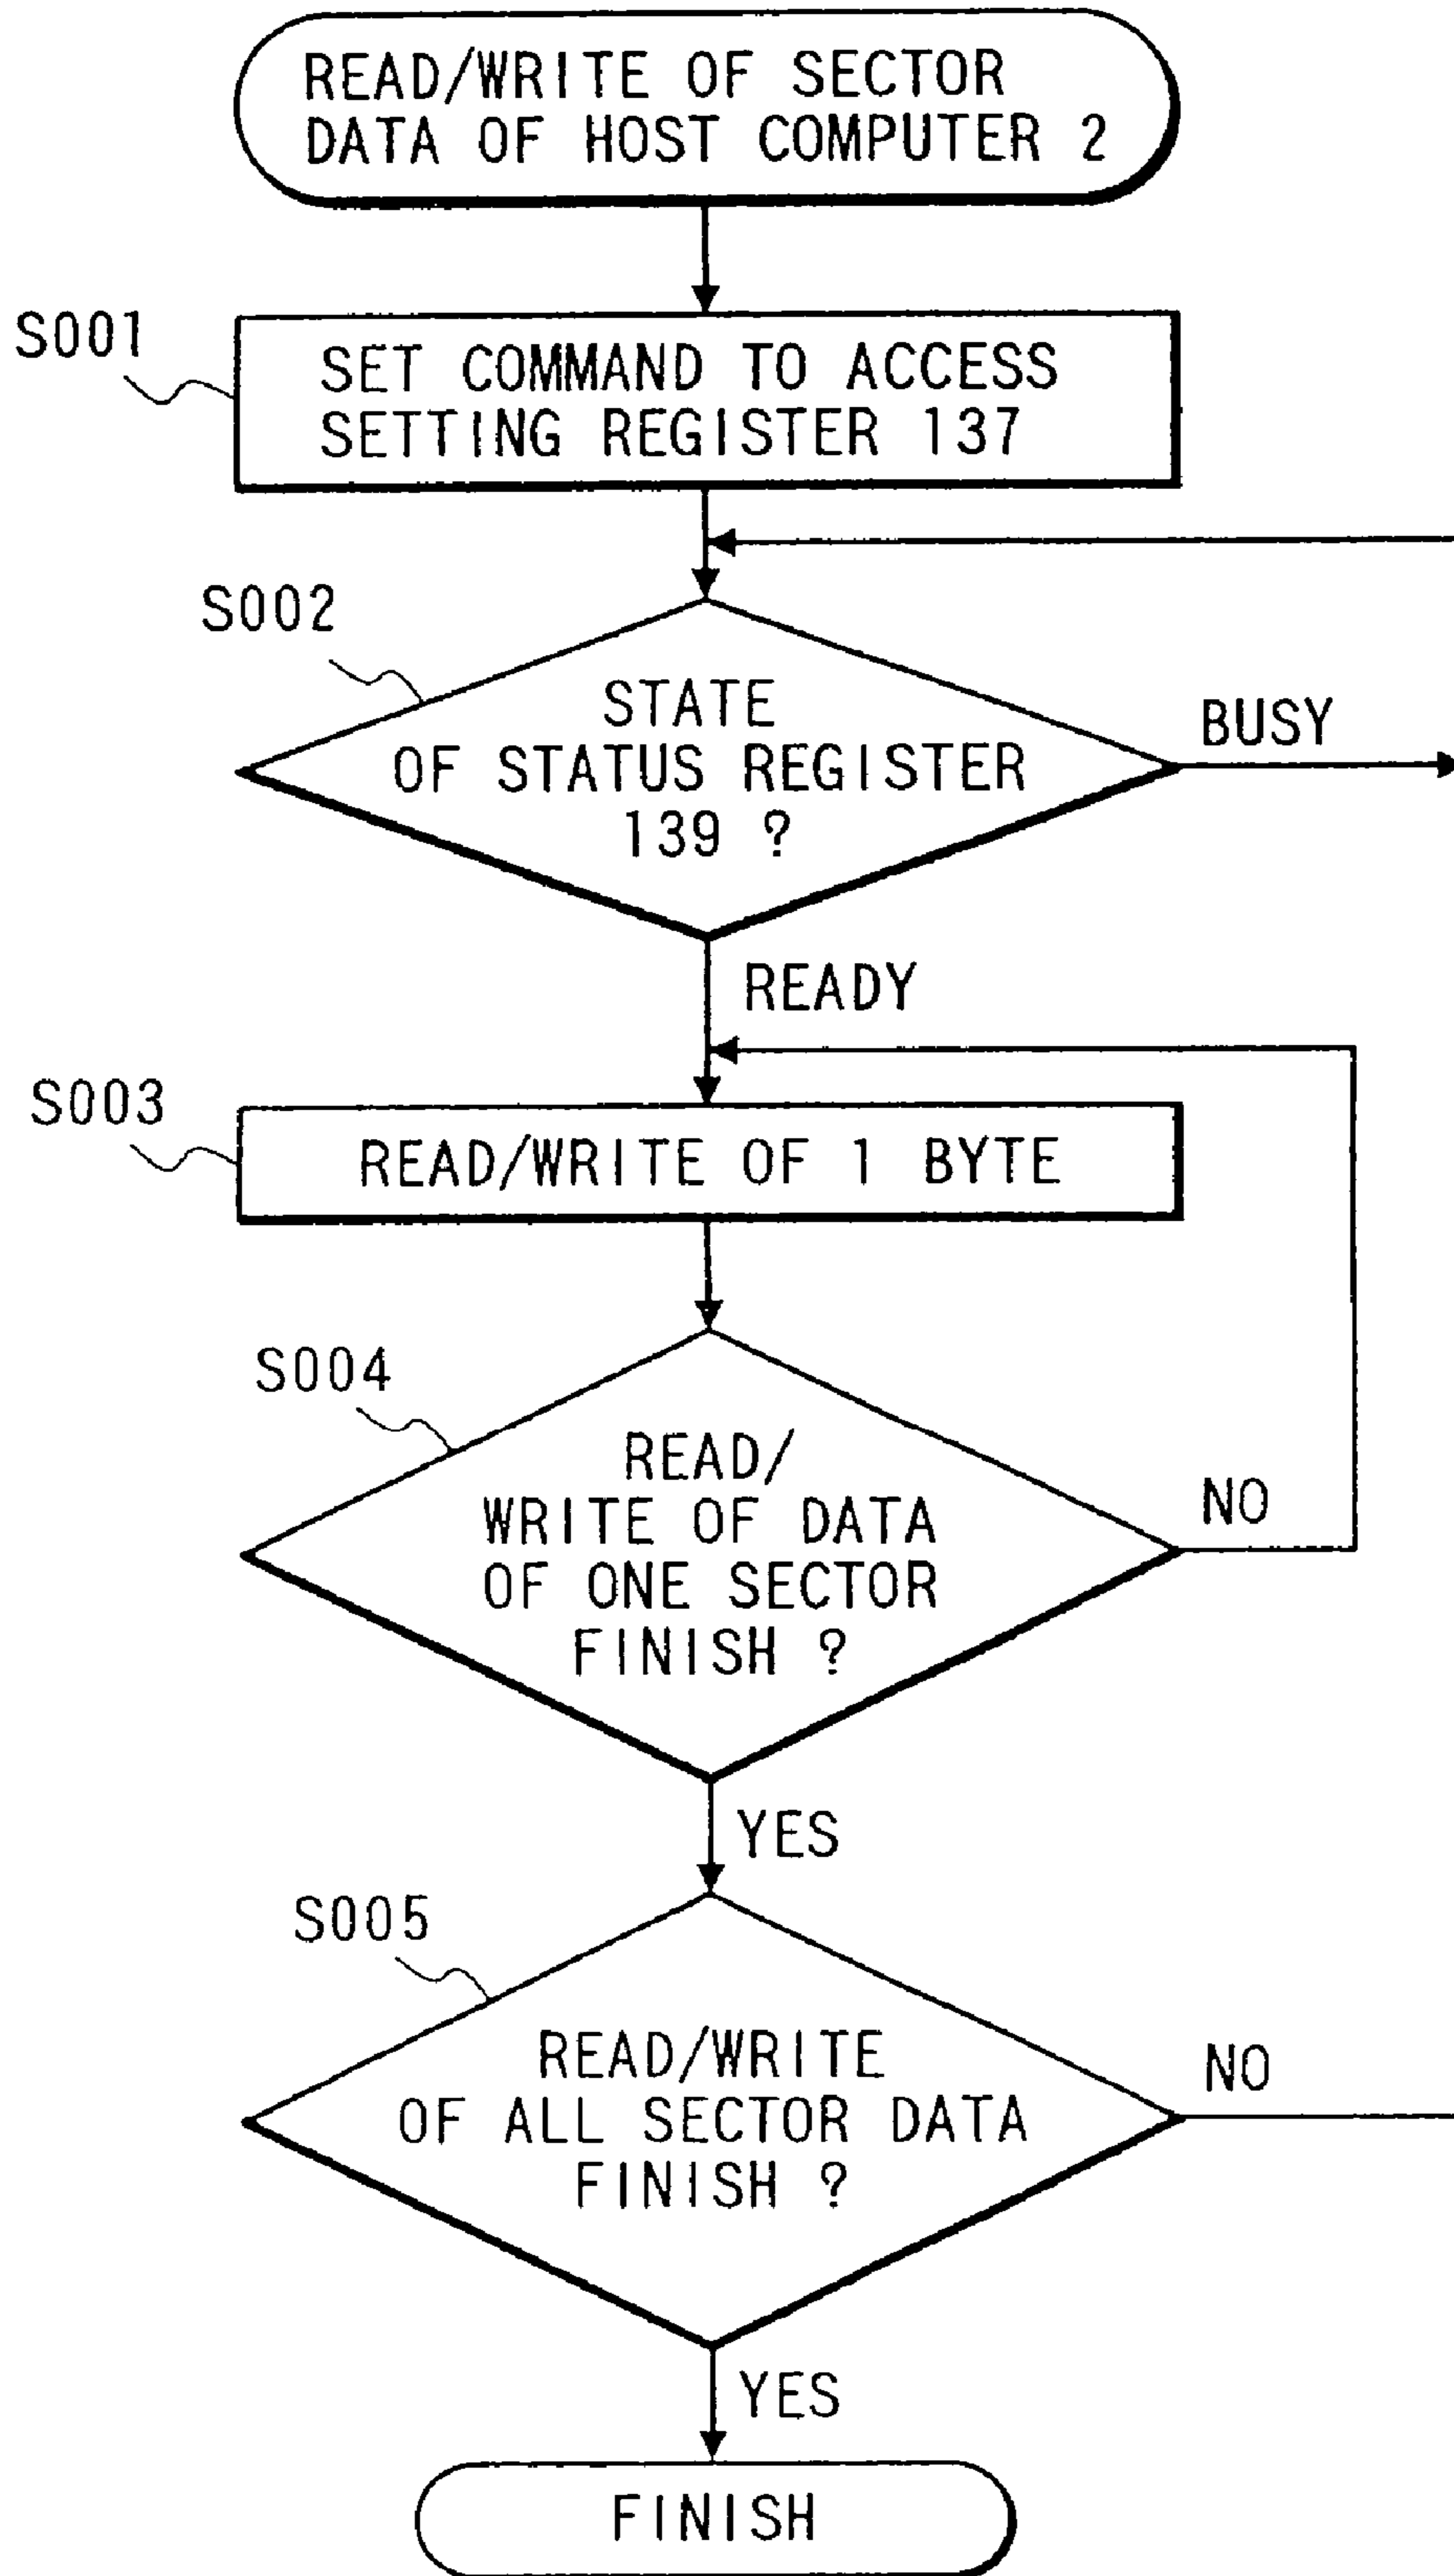 READ/WRITE OF SECTOR
DATA OF HOST COMPUTER 2
S001
SET COMMAND TO ACCESS
SETTING REGISTER 137
S002
STATE
OF STATUS REGISTER
139 ?
BUSY
READY
S003
READ/WRITE OF 1 BYTE
S004
READ/
WRITE OF DATA
OF ONE SECTOR
FINISH ?
NO
YES
S005
READ/WRITE
OF ALL SECTOR DATA
FINISH ?
NO
YES
FINISH